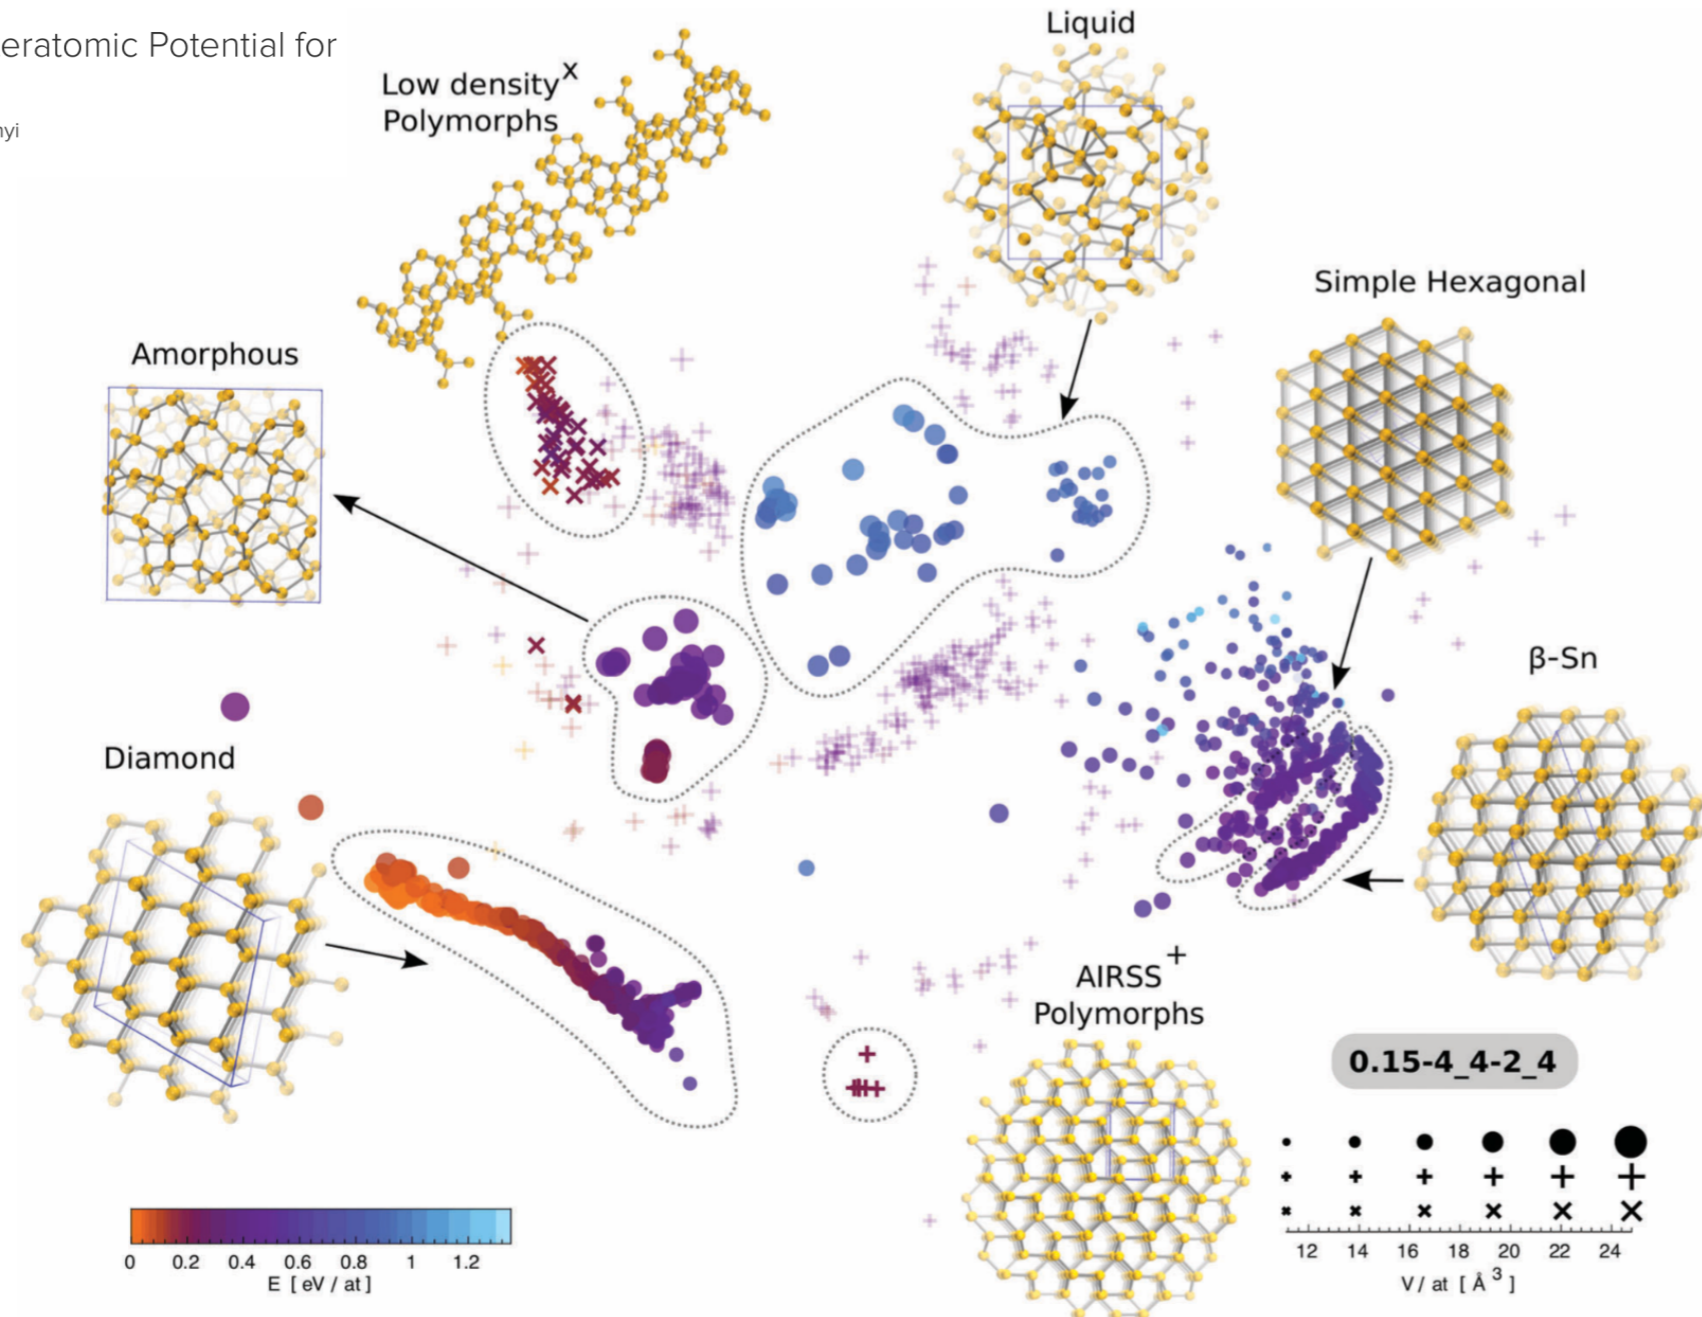 eratomic Potential for
nyi
Low density x
Polymorphs
Liquid
Simple Hexagonal
Amorphous
β-Sn
Diamond
AIRSS +
Polymorphs
0.15-4_4-2_4
0 0.2 0.4 0.6 0.8 1 1.2
E [ eV / at ]
12 14 16 18 20 22 24
V / at [ Å 3 ]